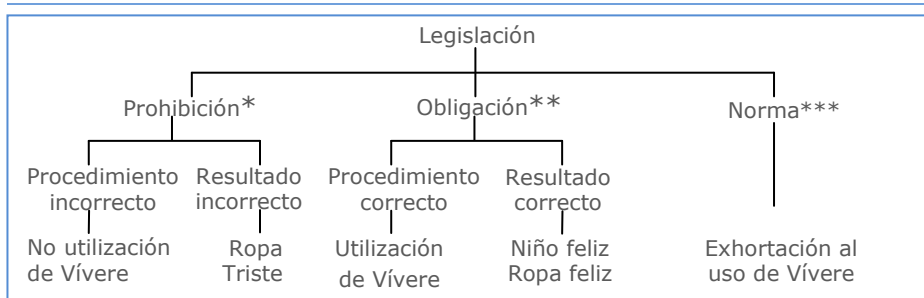 Legislación
Prohibición* Obligación** Norma***
Procedimiento incorrecto
Resultado incorrecto
Procedimiento correcto
Resultado correcto
No utilización de Vívere
Ropa Triste
Utilización de Vívere
Niño feliz Ropa feliz
Exhortación al uso de Vívere